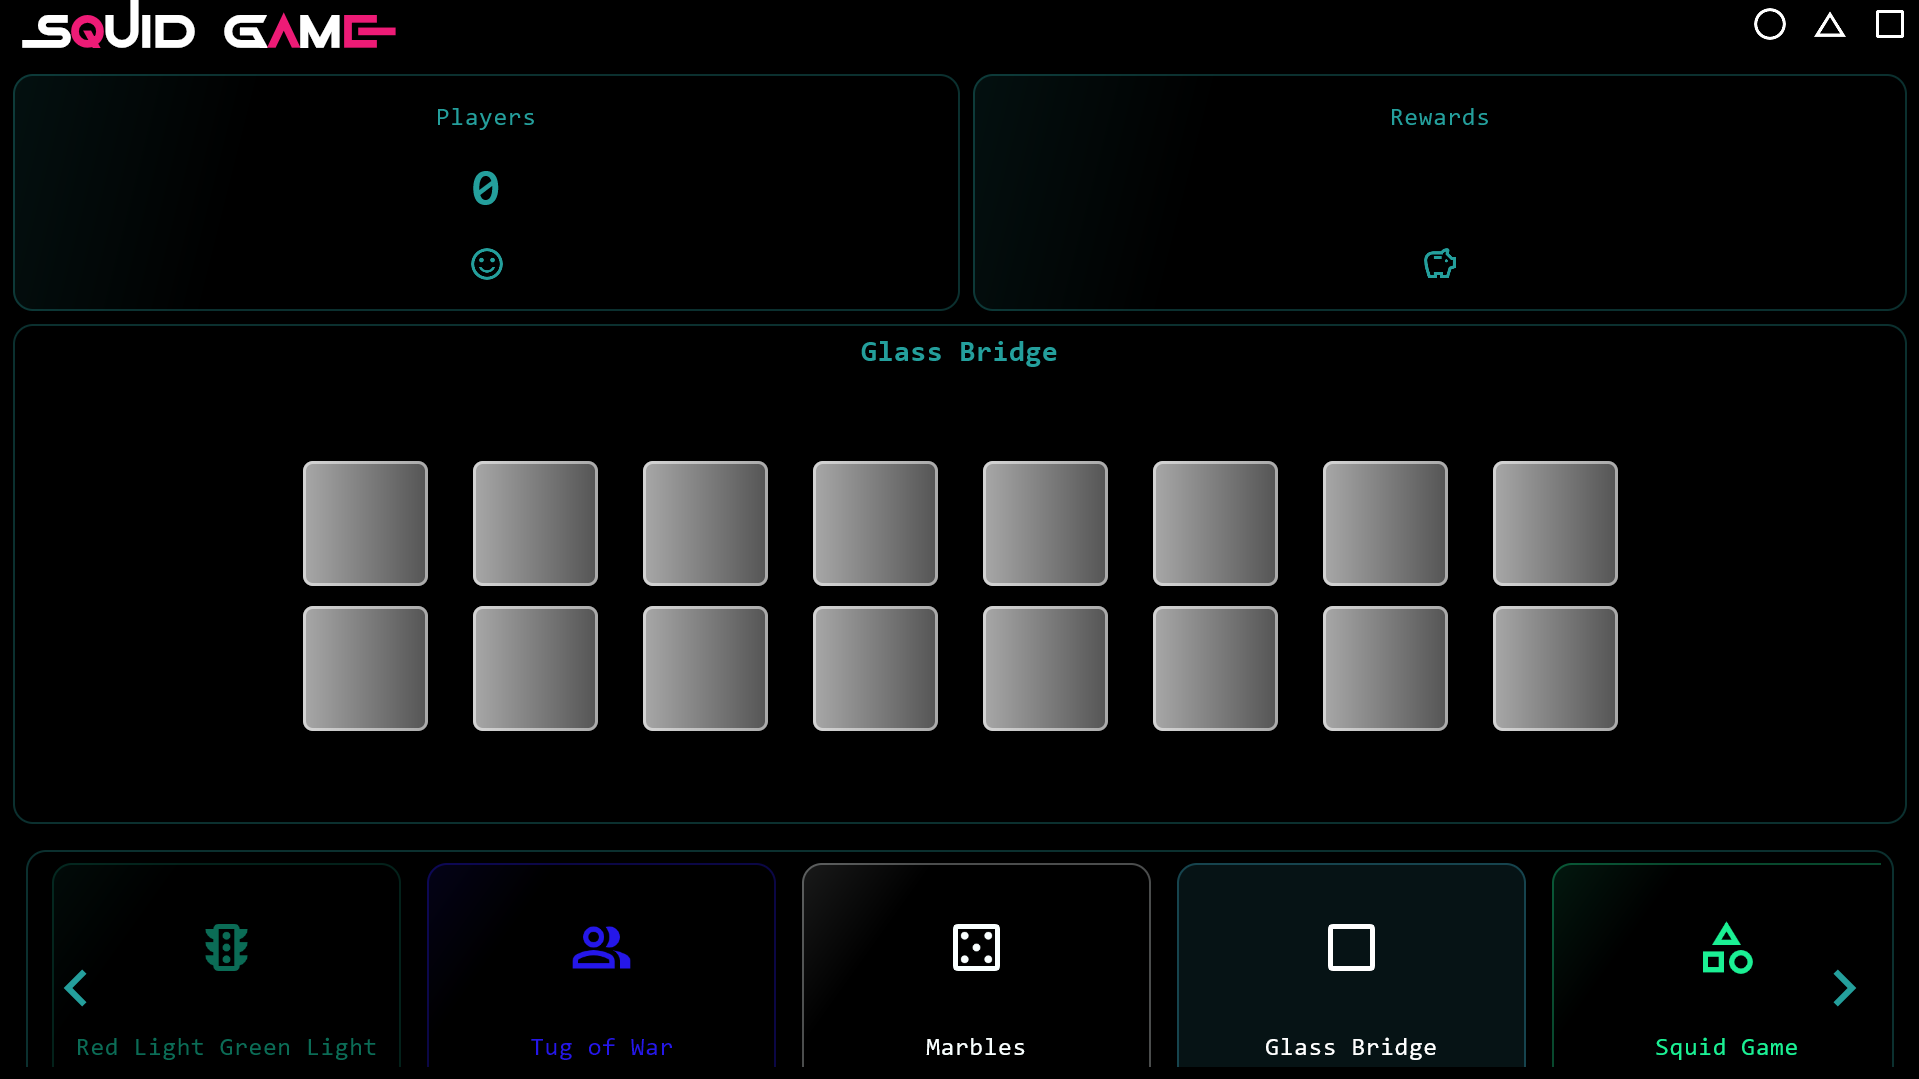 SQUID GAME
Players
Rewards
0
Glass Bridge
Red Light Green Light
Tug of War
Marbles
Glass Bridge
Squid Game